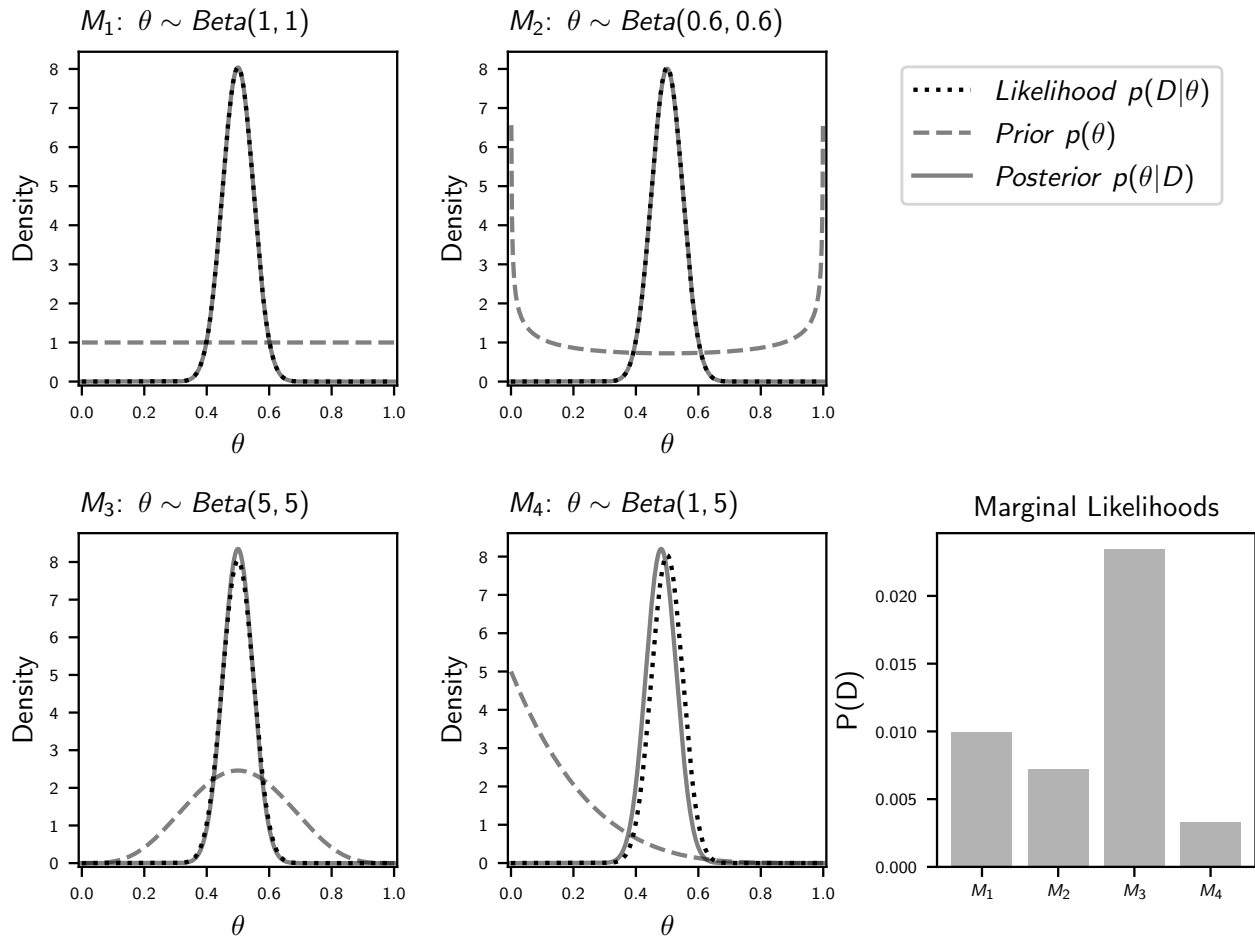 M₁: θ ∼ Beta(1, 1)
8
7
6
5
4
3
2
1
0
Density
0.0 0.2 0.4 0.6 0.8 1.0
θ
M₂: θ ∼ Beta(0.6, 0.6)
8
7
6
5
4
3
2
1
0
Density
0.0 0.2 0.4 0.6 0.8 1.0
θ
Likelihood p(D|θ)
Prior p(θ)
Posterior p(θ|D)
M₃: θ ∼ Beta(5, 5)
8
7
6
5
4
3
2
1
0
Density
0.0 0.2 0.4 0.6 0.8 1.0
θ
M₄: θ ∼ Beta(1, 5)
8
7
6
5
4
3
2
1
0
Density
0.0 0.2 0.4 0.6 0.8 1.0
θ
Marginal Likelihoods
0.020
0.015
0.010
0.005
0.000
P(D)
M₁ M₂ M₃ M₄